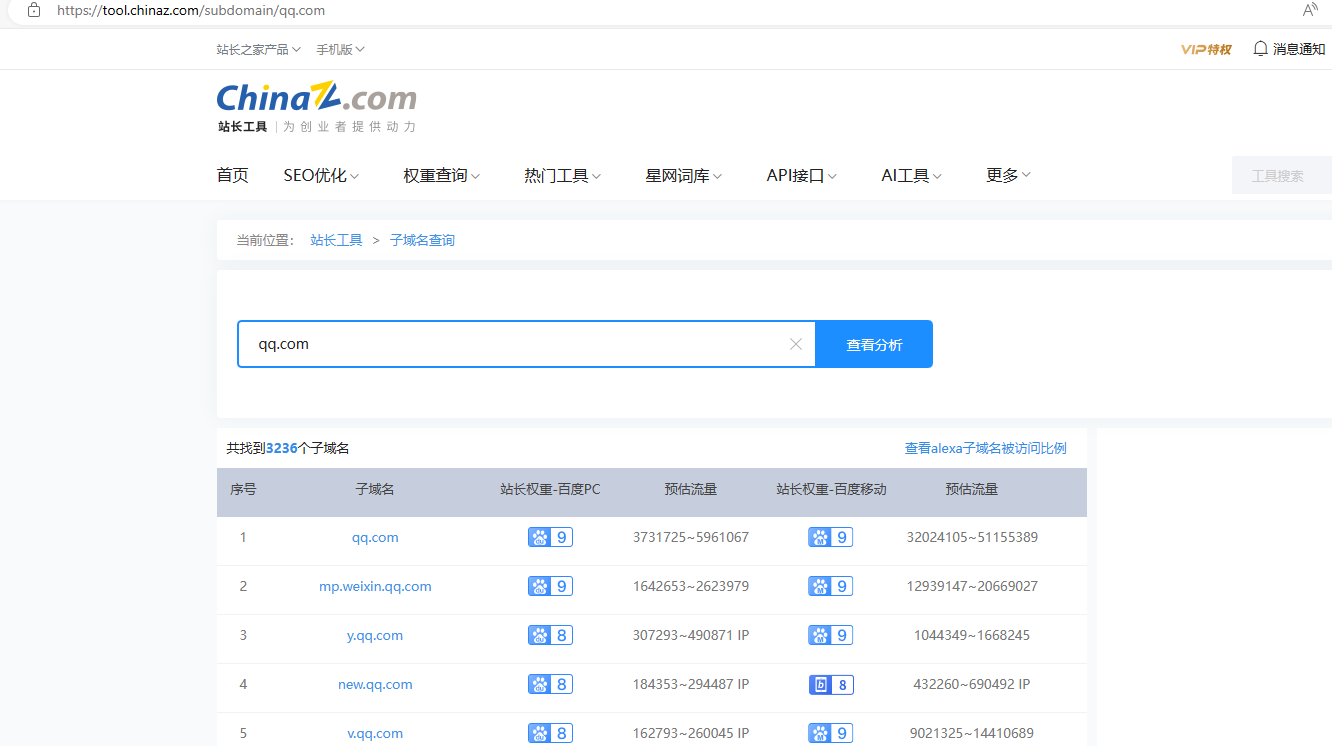 https://tool.chinaz.com/subdomain/qq.com
站长之家产品 手机版 VIP特权 消息通知
ChinaZ.com
站长工具 为创业者提供动力
首页 SEO优化 权重查询 热门工具 星网词库 API接口 AI工具 更多 工具搜索
当前位置： 站长工具 > 子域名查询
qq.com 查看分析
共找到3236个子域名 查看alexa子域名被访问比例
序号 子域名 站长权重-百度PC 预估流量 站长权重-百度移动 预估流量
1 qq.com 9 3731725~5961067 9 32024105~51155389
2 mp.weixin.qq.com 9 1642653~2623979 9 12939147~20669027
3 y.qq.com 8 307293~490871 IP 9 1044349~1668245
4 new.qq.com 8 184353~294487 IP 8 432260~690492 IP
5 v.qq.com 8 162793~260045 IP 9 9021325~14410689